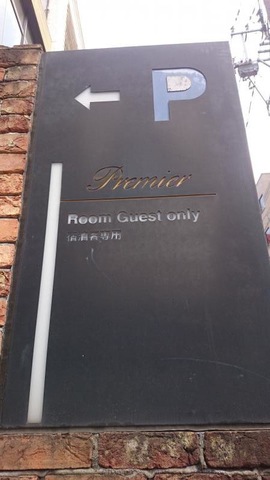 ← P
Premier
Room Guest only
宿泊者専用